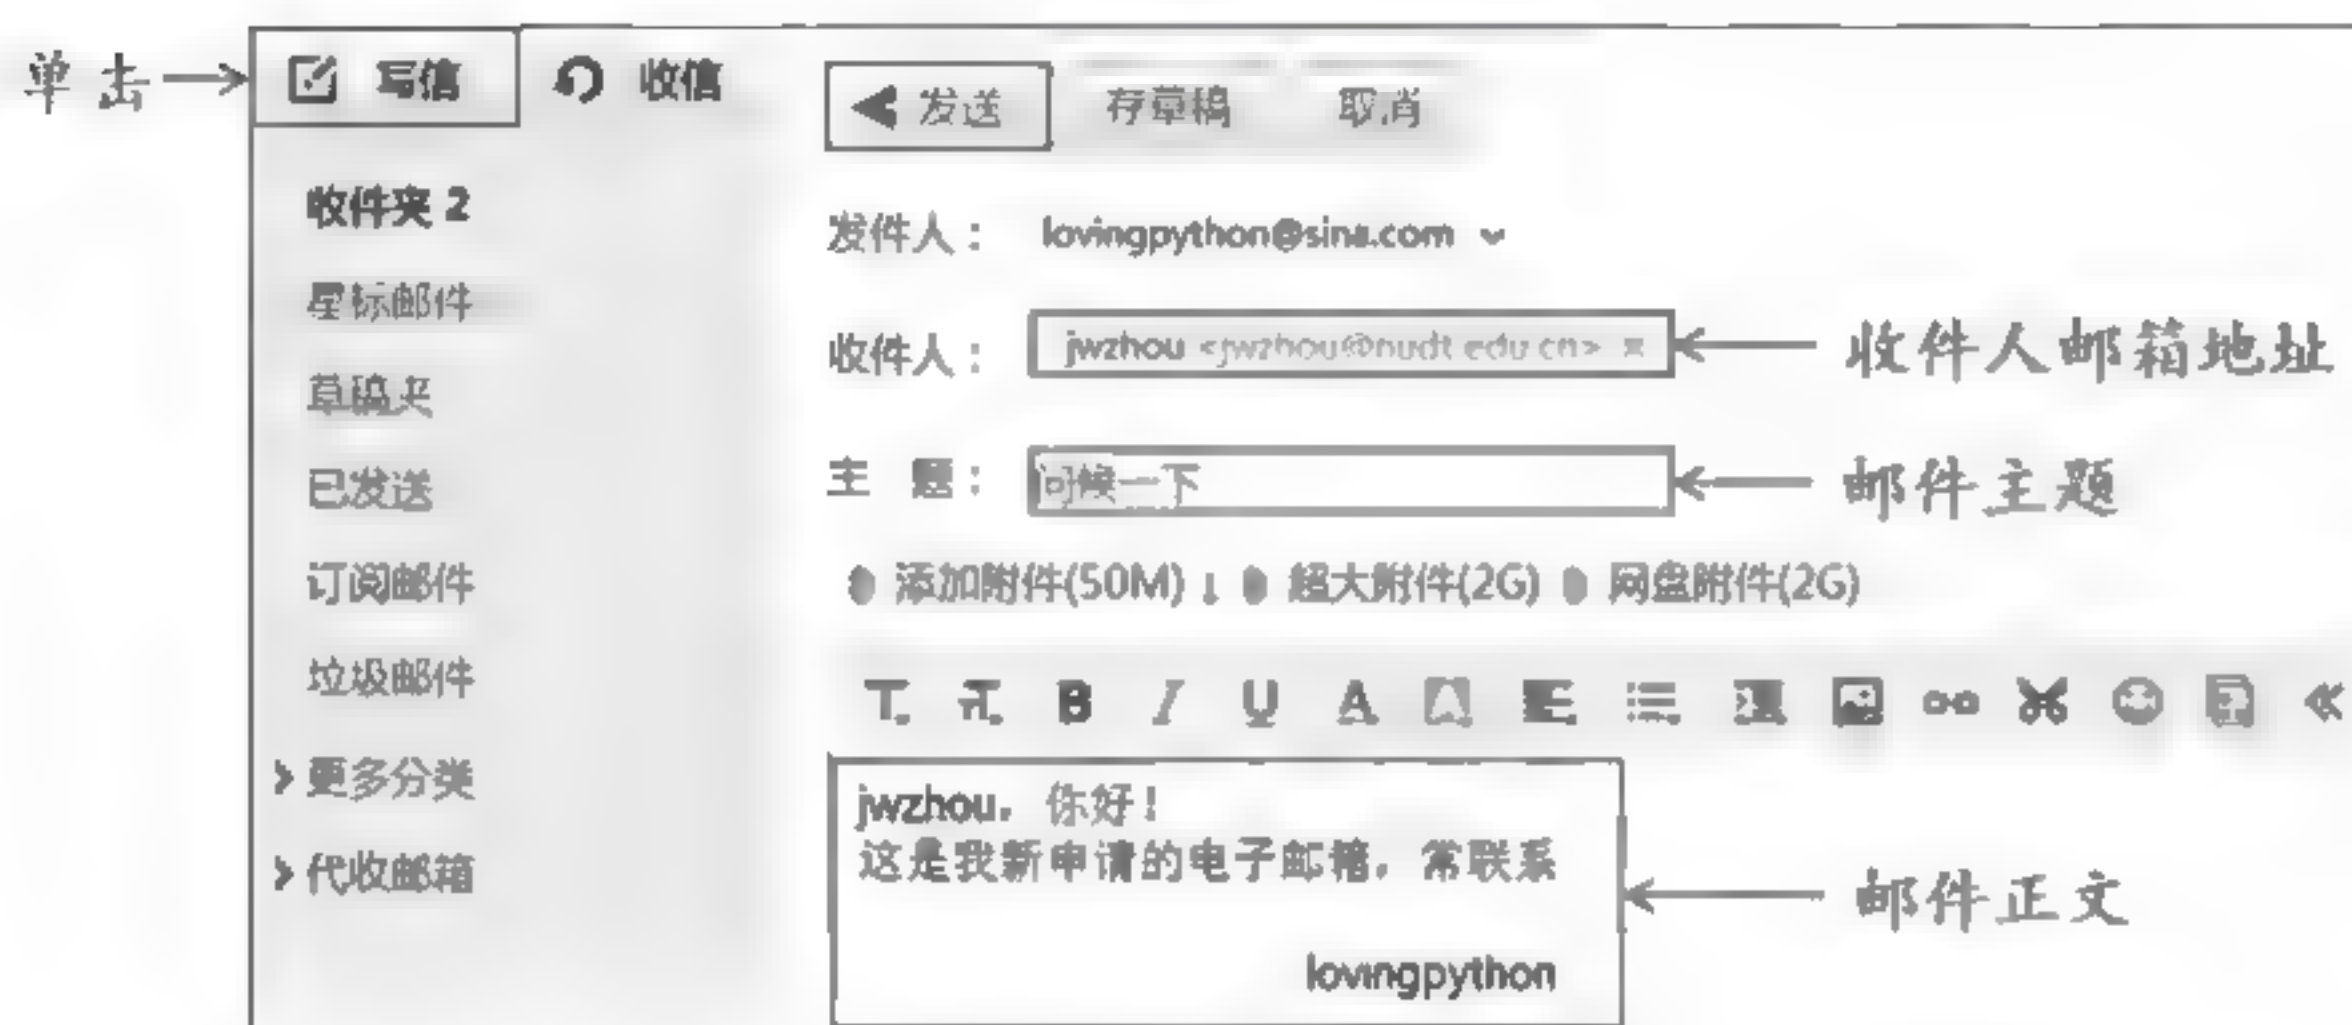 单击
写信 收信
收件夹 2
星标邮件
草稿夹
已发送
订阅邮件
垃圾邮件
更多分类
代收邮箱
发送 存草稿 取消
发件人： lovingpython@sina.com
收件人： jwzhou <jwzhou@nudt.edu.cn> ×
收件人邮箱地址
主 题： 问候一下
邮件主题
添加附件(50M) 超大附件(2G) 网盘附件(2G)
jwzhou，你好！
这是我新申请的电子邮箱，常联系
lovingpython
邮件正文